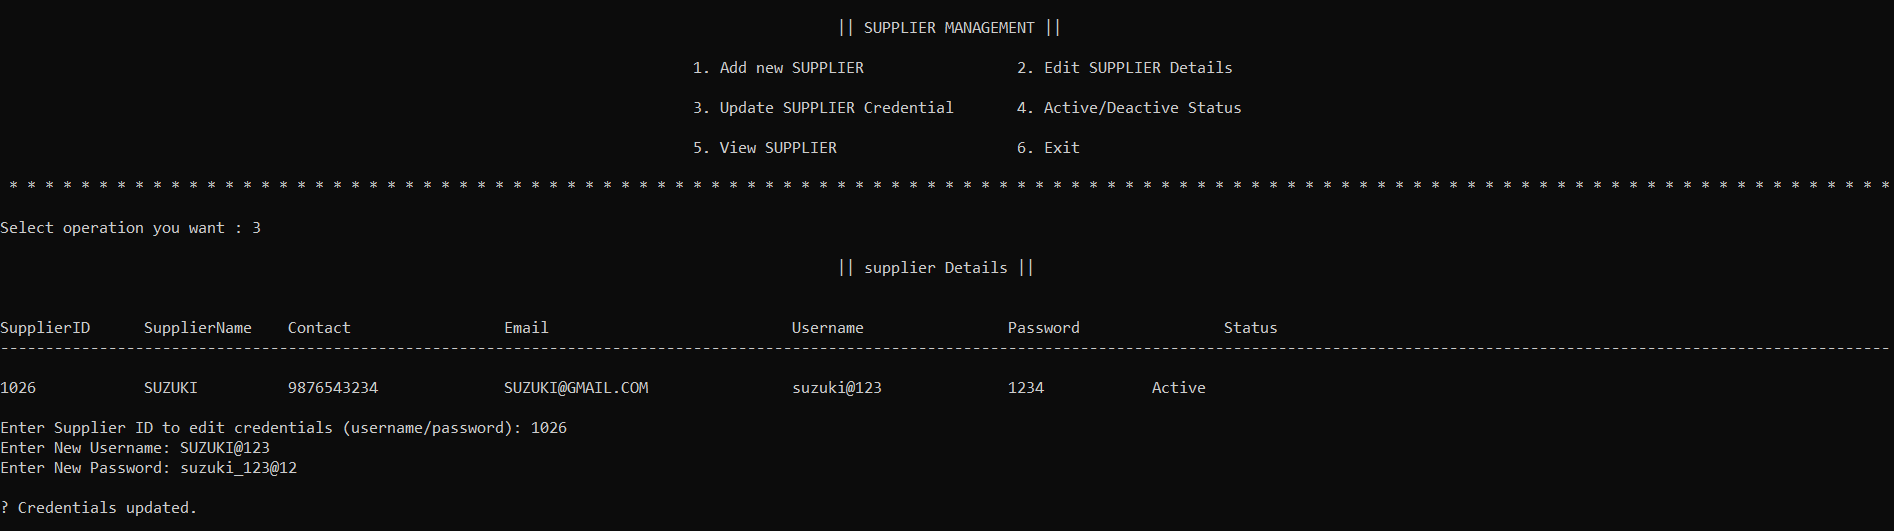 || SUPPLIER MANAGEMENT ||
1. Add new SUPPLIER 2. Edit SUPPLIER Details
3. Update SUPPLIER Credential 4. Active/Deactive Status
5. View SUPPLIER 6. Exit
* * * * * * * * * * * * * * * * * * * * * * * * * * * * * * * * * * * * * * * * * * * * * * * * * * * * * * * * * * * * * * * * * * * * * * * * * * * * * * * * * * * * * * * * * * * * * * * * * * * * * * * * *
Select operation you want : 3
|| supplier Details ||
SupplierID SupplierName Contact Email Username Password Status
------------------------------------------------------------------------------------------------------------------------------------------------------------------------------------------------------------------
1026 SUZUKI 9876543234 SUZUKI@GMAIL.COM suzuki@123 1234 Active
Enter Supplier ID to edit credentials (username/password): 1026
Enter New Username: SUZUKI@123
Enter New Password: suzuki_123@12
? Credentials updated.